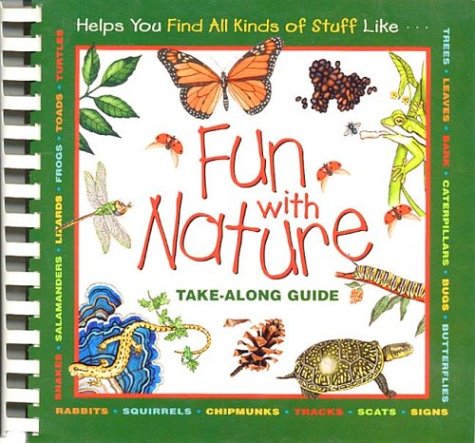 Helps You Find All Kinds of Stuff Like . . .
Fun
with
Nature
TAKE-ALONG GUIDE
SNAKES • SALAMANDERS • LIZARDS • FROGS • TOADS • TURTLES
TREES • LEAVES • BARK • CATERPILLARS • BUGS • BUTTERFLIES
RABBITS • SQUIRRELS • CHIPMUNKS • TRACKS • SCATS • SIGNS